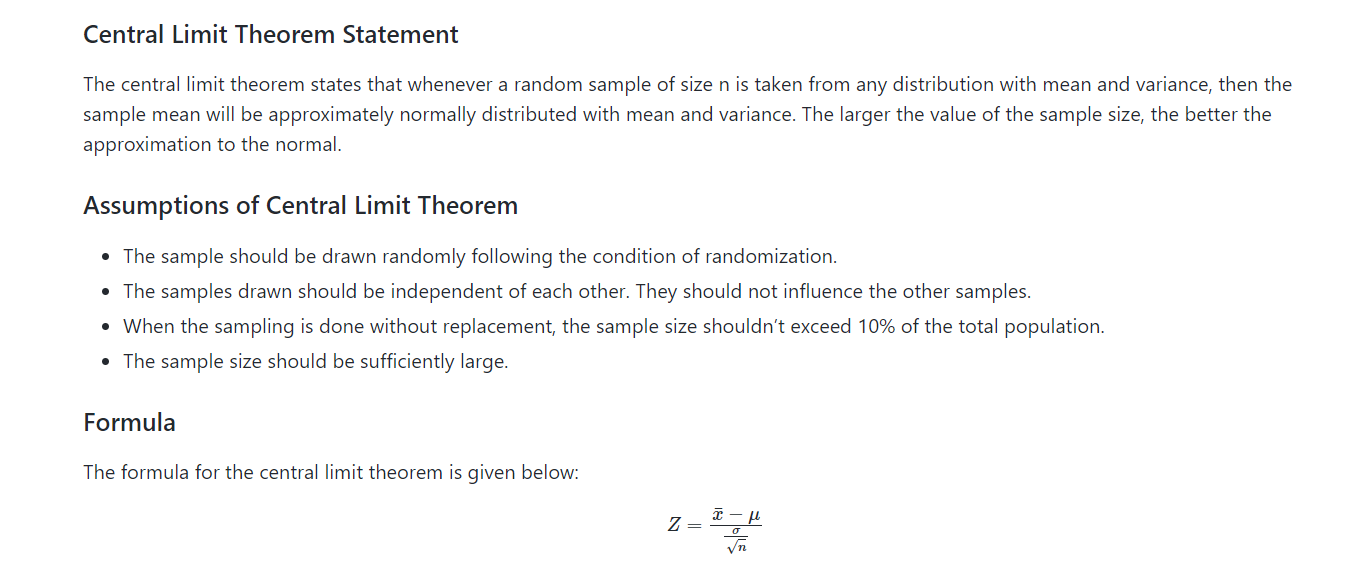 Central Limit Theorem Statement
The central limit theorem states that whenever a random sample of size n is taken from any distribution with mean and variance, then the
sample mean will be approximately normally distributed with mean and variance. The larger the value of the sample size, the better the
approximation to the normal.
Assumptions of Central Limit Theorem
• The sample should be drawn randomly following the condition of randomization.
• The samples drawn should be independent of each other. They should not influence the other samples.
• When the sampling is done without replacement, the sample size shouldn’t exceed 10% of the total population.
• The sample size should be sufficiently large.
Formula
The formula for the central limit theorem is given below:
$Z = \frac{\bar{x} - \mu}{\frac{\sigma}{\sqrt{n}}}$